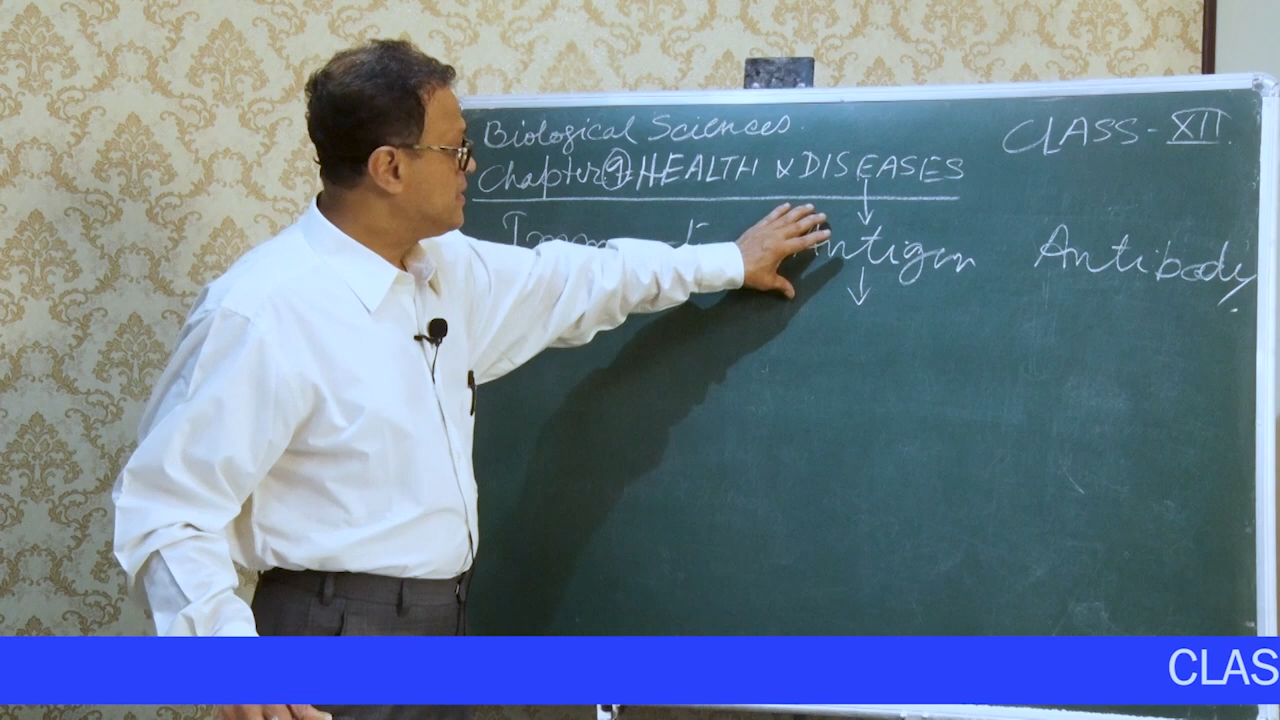 Biological Sciences.
CLASS - XII
Chapter 9 HEALTH & DISEASES
Antigen Antibody
CLAS